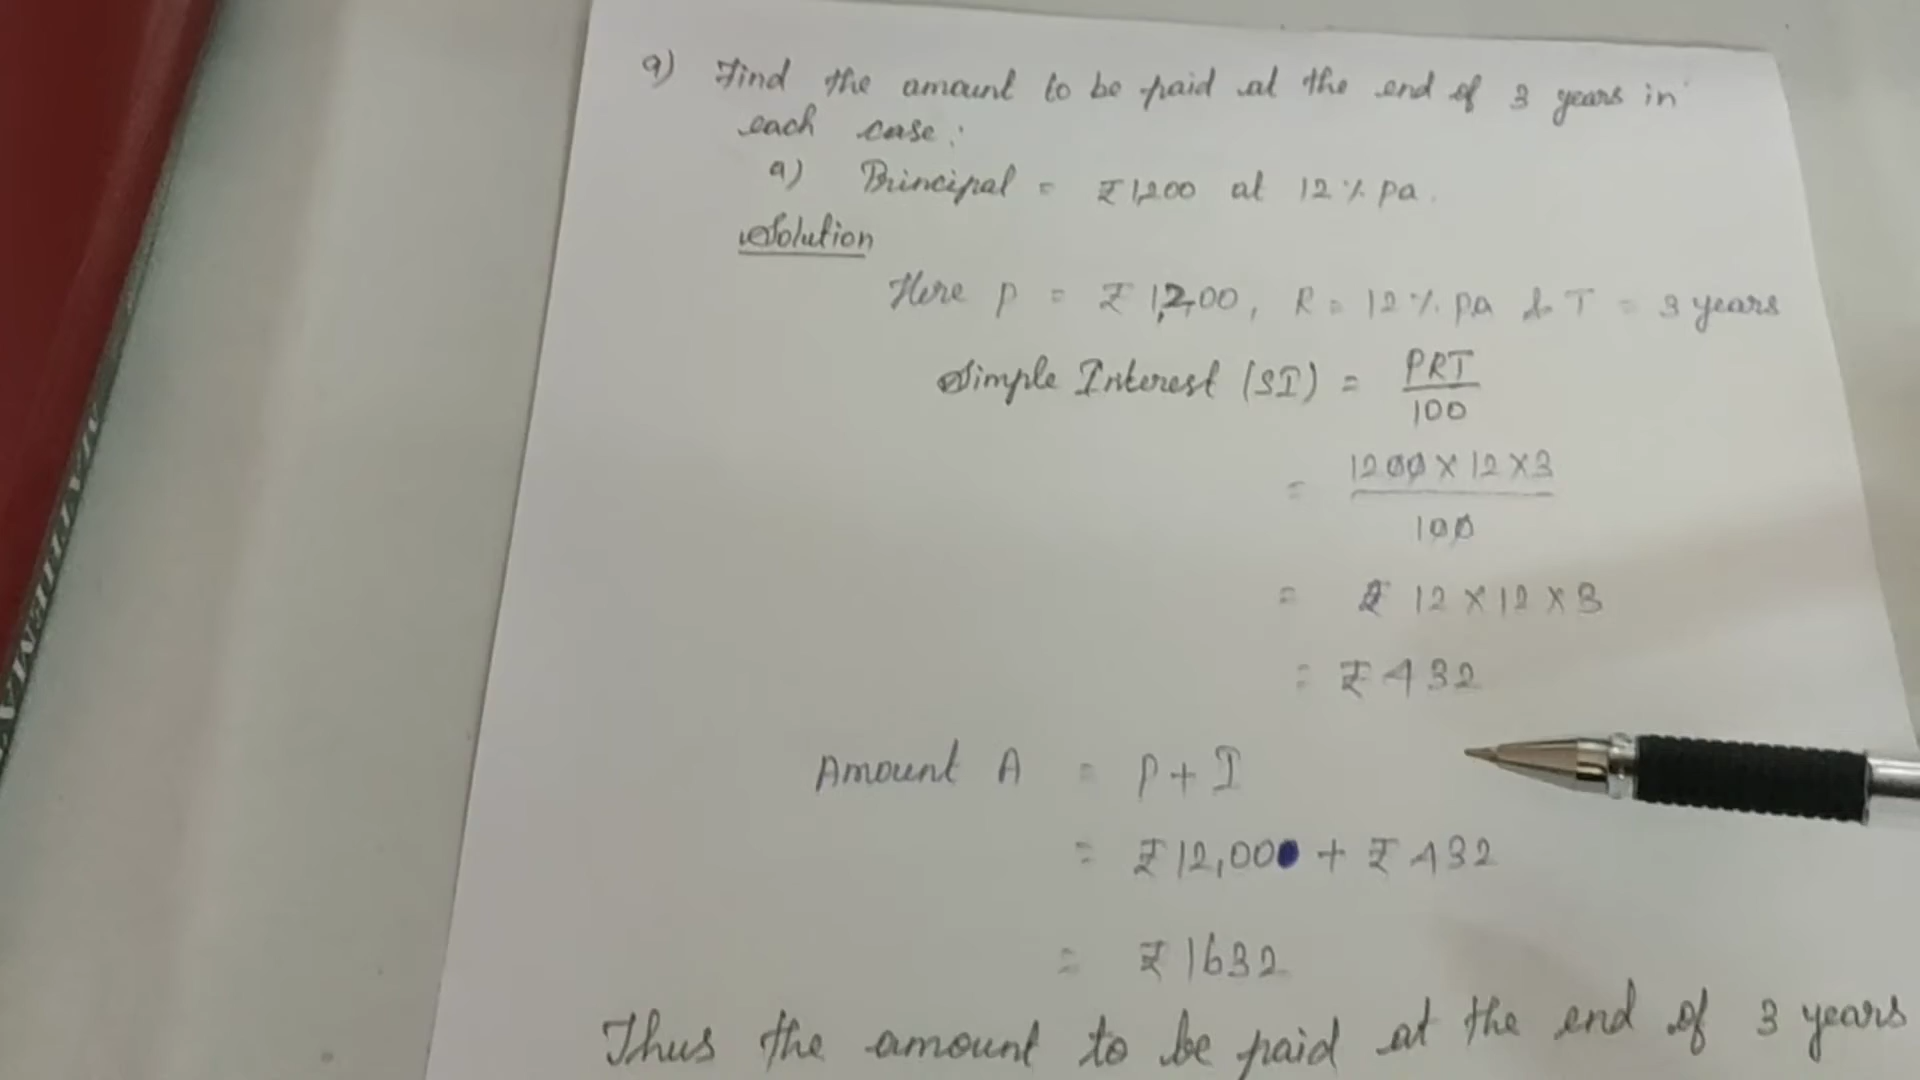 9) Find the amount to be paid at the end of 3 years in
each case:
a) Principal = ₹1,200 at 12% pa.
Solution
Here P = ₹1,200, R = 12% pa & T = 3 years
Simple Interest (SI) = PRT
100
= 1200 × 12 × 3
100
= ₹ 12 × 12 × 3
= ₹432
Amount A = P + I
= ₹12,000 + ₹432
= ₹1632
Thus the amount to be paid at the end of 3 years